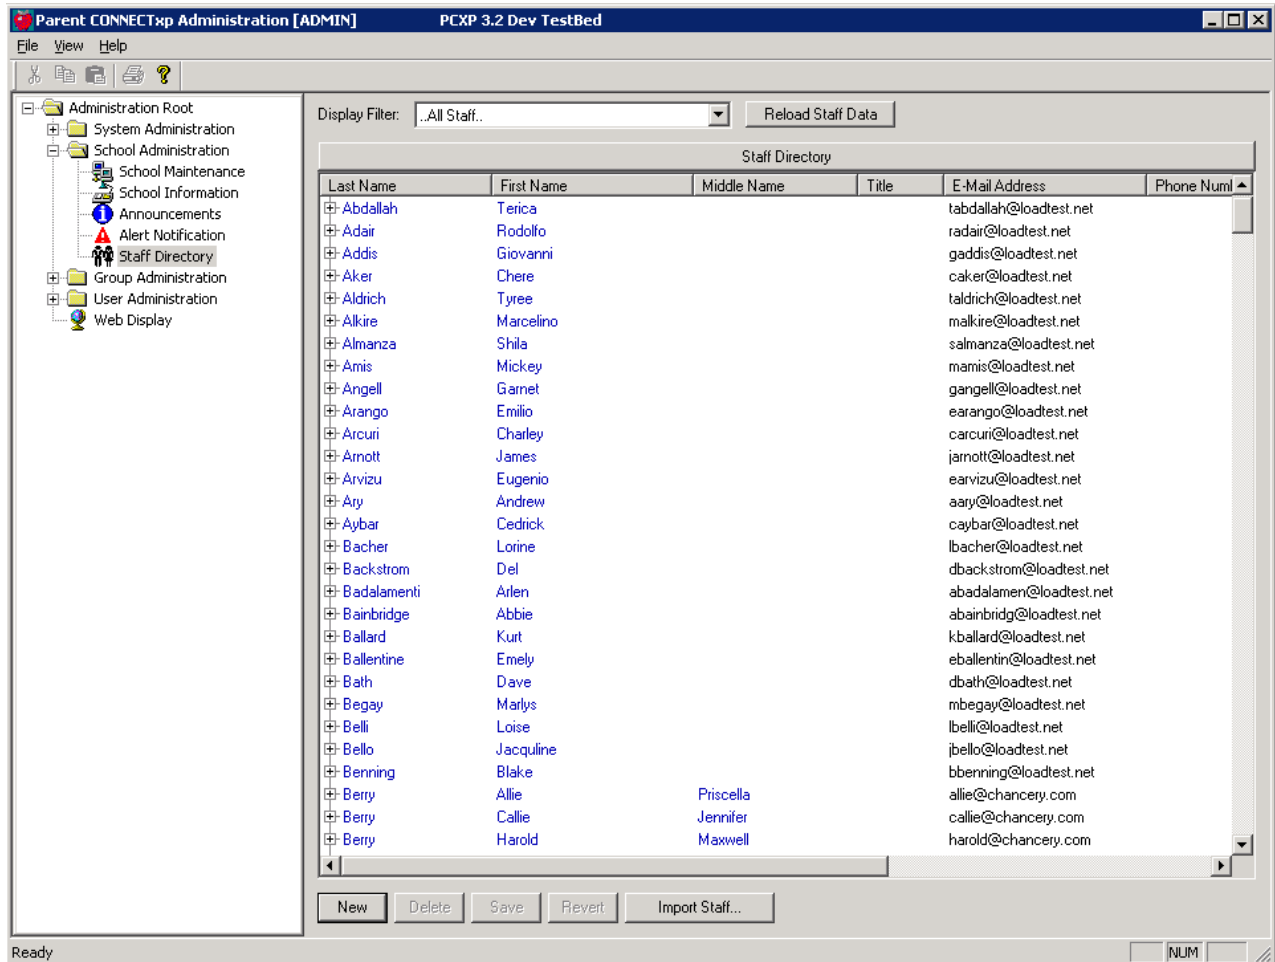 Parent CONNECTxp Administration [ADMIN] PCXP 3.2 Dev TestBed
File View Help
Administration Root
System Administration
School Administration
School Maintenance
School Information
Announcements
Alert Notification
Staff Directory
Group Administration
User Administration
Web Display
Display Filter: ..All Staff.. Reload Staff Data
Staff Directory
Last Name First Name Middle Name Title E-Mail Address Phone Numl
Abdallah Terica tabdallah@loadtest.net
Adair Rodolfo radair@loadtest.net
Addis Giovanni gaddis@loadtest.net
Aker Chere caker@loadtest.net
Aldrich Tyree taldrich@loadtest.net
Alkire Marcelino malkire@loadtest.net
Almanza Shila salmanza@loadtest.net
Amis Mickey mamis@loadtest.net
Angell Garnet gangell@loadtest.net
Arango Emilio earango@loadtest.net
Arcuri Charley carcuri@loadtest.net
Arnott James jarnott@loadtest.net
Arvizu Eugenio earvizu@loadtest.net
Ary Andrew aary@loadtest.net
Aybar Cedrick caybar@loadtest.net
Bacher Lorine lbacher@loadtest.net
Backstrom Del dbackstrom@loadtest.net
Badalamenti Arlen abadalamen@loadtest.net
Bainbridge Abbie abainbridg@loadtest.net
Ballard Kurt kballard@loadtest.net
Ballentine Emely eballentin@loadtest.net
Bath Dave dbath@loadtest.net
Begay Marlys mbegay@loadtest.net
Belli Loise lbelli@loadtest.net
Bello Jacquline jbello@loadtest.net
Benning Blake bbenning@loadtest.net
Berry Allie Priscella allie@chancery.com
Berry Callie Jennifer callie@chancery.com
Berry Harold Maxwell harold@chancery.com
New Delete Save Revert Import Staff...
Ready NUM